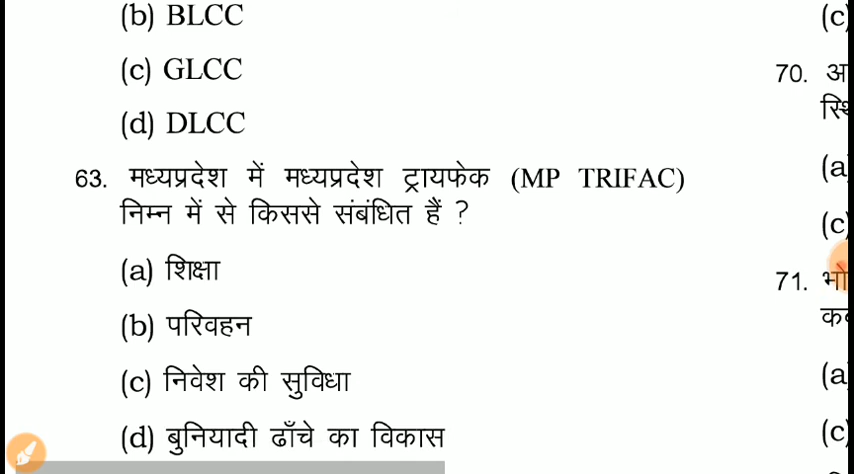 (b) BLCC
(c) GLCC
(d) DLCC
63. मध्यप्रदेश में मध्यप्रदेश ट्रायफेक (MP TRIFAC)
निम्न में से किससे संबंधित हैं ?
(a) शिक्षा
(b) परिवहन
(c) निवेश की सुविधा
(d) बुनियादी ढाँचे का विकास
(c)
70.
(a
(c)
71.
(a
(c)